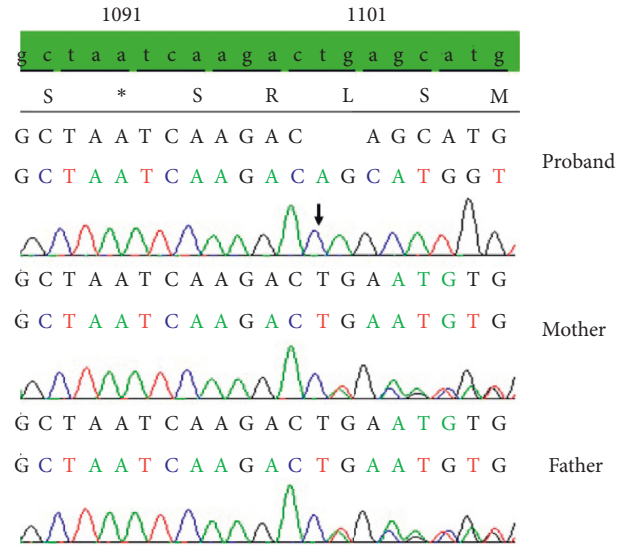 1091 1101
g c t a a t c a a g a c t g a g c a t g
S * S R L S M
G C T A A T C A A G A C A G C A T G
Proband
G C T A A T C A A G A C A G C A T G G T
G C T A A T C A A G A C T G A A T G T G
G C T A A T C A A G A C T G A A T G T G
Mother
G C T A A T C A A G A C T G A A T G T G
G C T A A T C A A G A C T G A A T G T G
Father